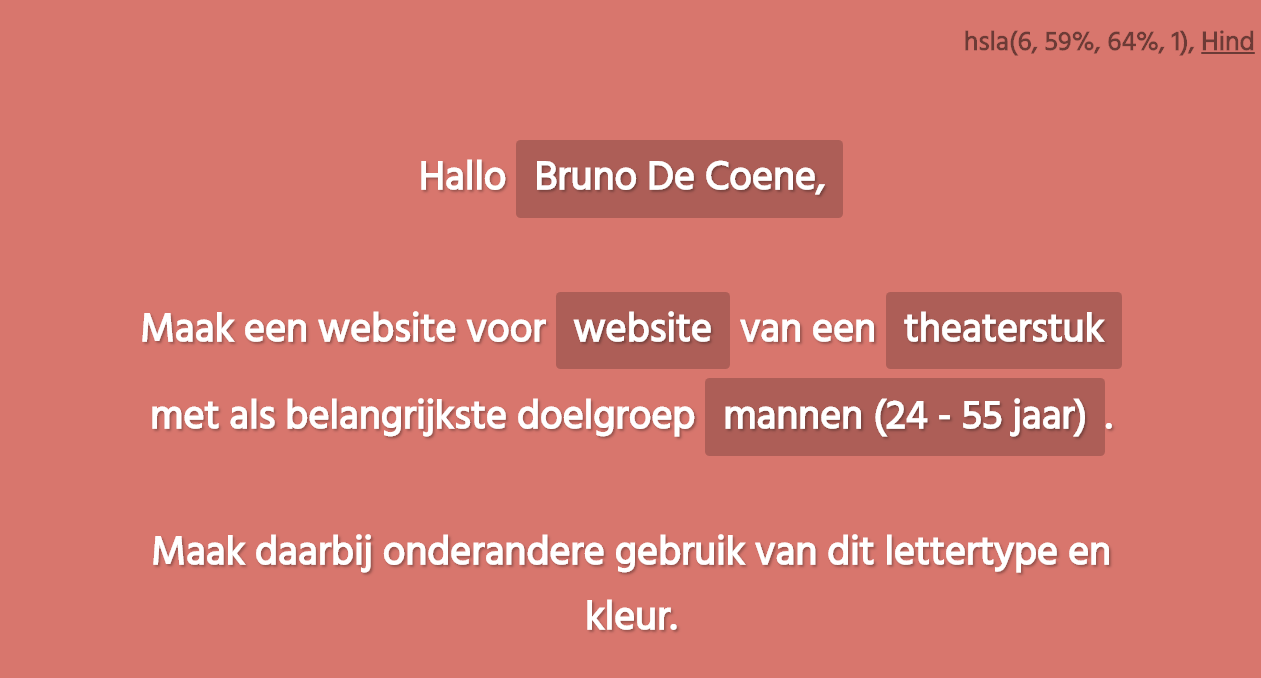 hsla(6, 59%, 64%, 1), Hind
Hallo Bruno De Coene,
Maak een website voor website van een theaterstuk
met als belangrijkste doelgroep mannen (24 - 55 jaar) .
Maak daarbij onderandere gebruik van dit lettertype en
kleur.